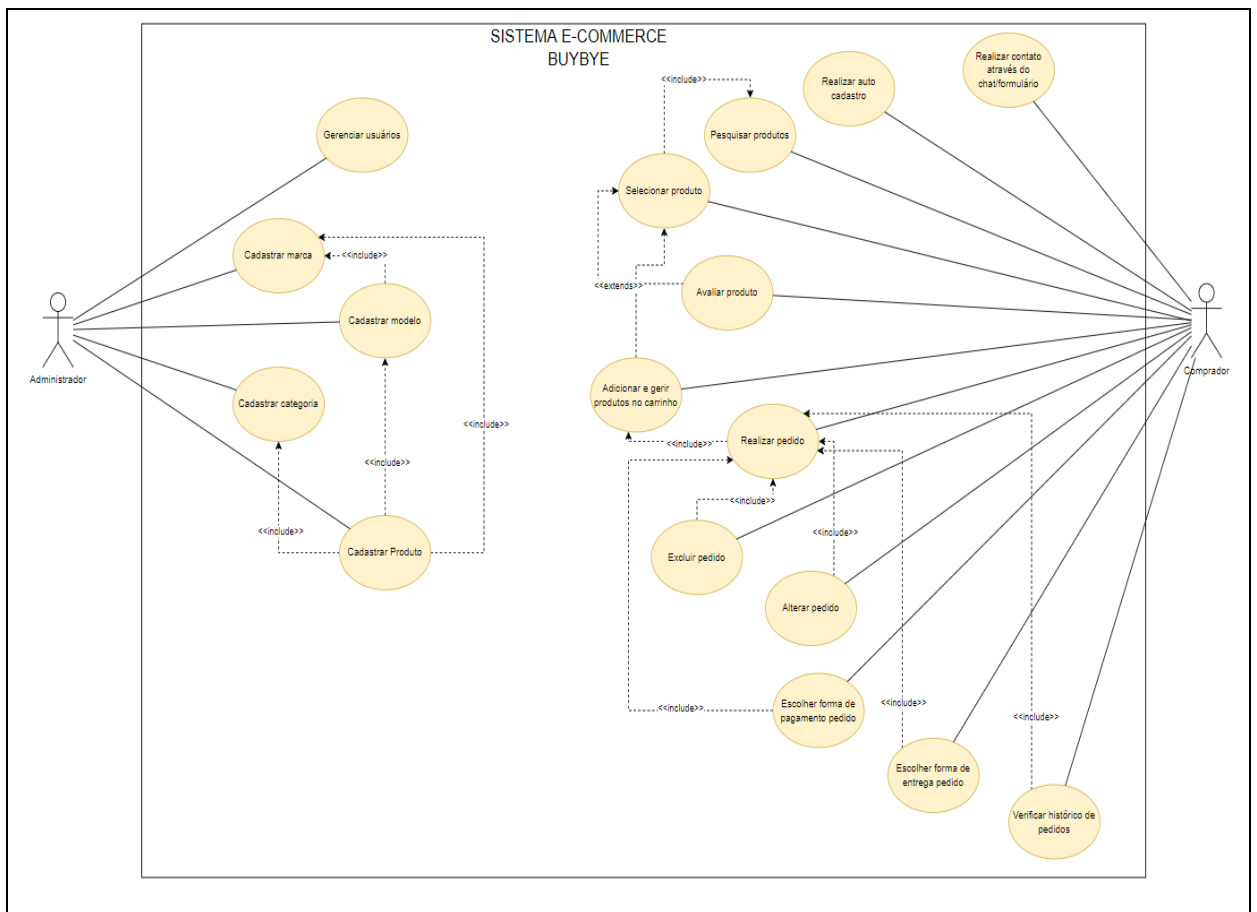 SISTEMA E-COMMERCE
BUYBYE
Realizar contato
através do
chat/formulário
Realizar auto
cadastro
<<include>>
Pesquisar produtos
Gerenciar usuários
Selecionar produto
Cadastrar marca
<<include>>
<<extends>>
Avaliar produto
Cadastrar modelo
Administrador
Comprador
Adicionar e gerir
produtos no carrinho
Cadastrar categoria
<<include>>
Realizar pedido
<<include>>
<<include>>
<<include>>
<<include>>
<<include>>
Cadastrar Produto
Excluir pedido
Alterar pedido
Escolher forma de
pagamento pedido
<<include>>
<<include>>
<<include>>
Escolher forma de
entrega pedido
Verificar histórico de
pedidos